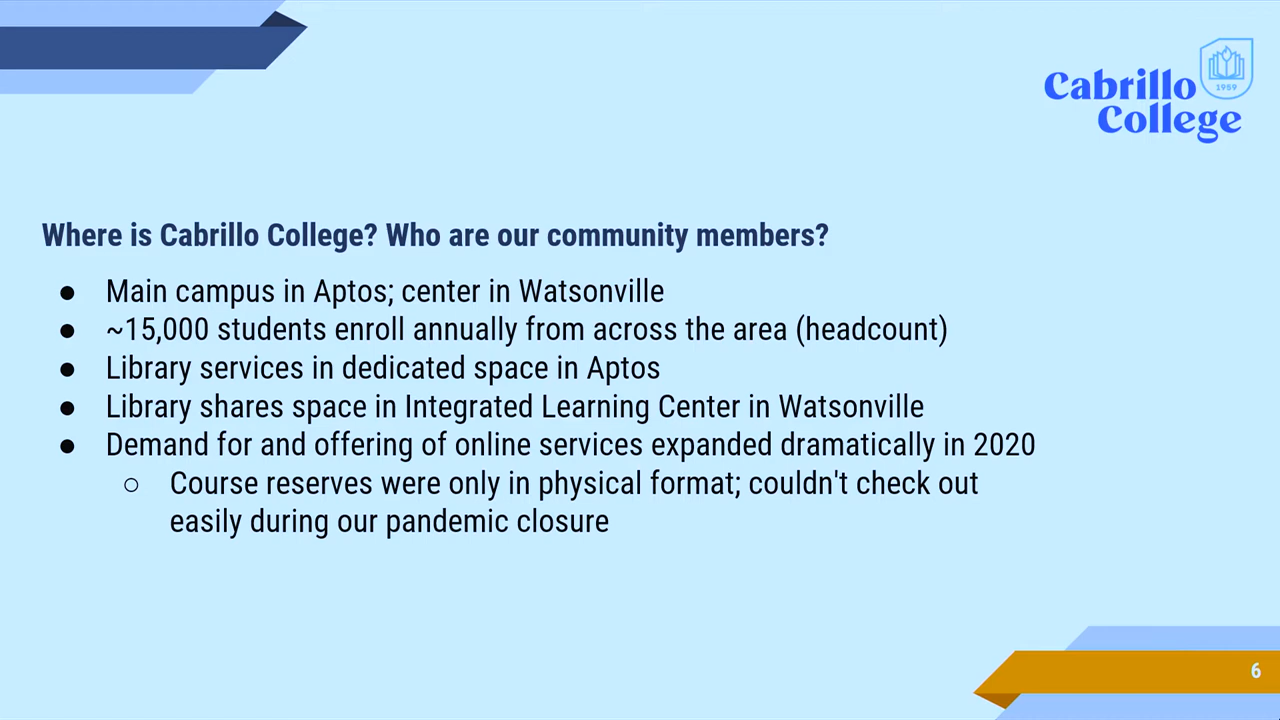 Cabrillo
College
1959
Where is Cabrillo College? Who are our community members?
● Main campus in Aptos; center in Watsonville
● ~15,000 students enroll annually from across the area (headcount)
● Library services in dedicated space in Aptos
● Library shares space in Integrated Learning Center in Watsonville
● Demand for and offering of online services expanded dramatically in 2020
○ Course reserves were only in physical format; couldn't check out
easily during our pandemic closure
6